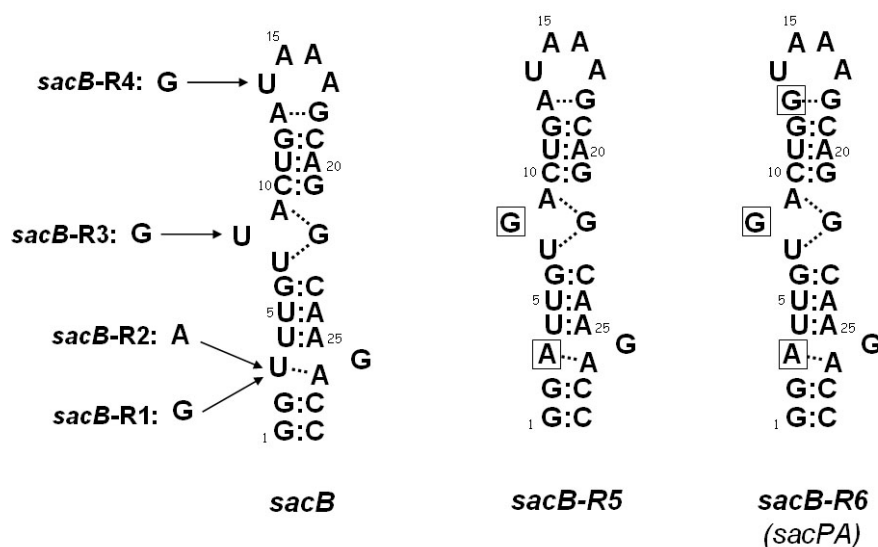 15 15 15
A A A A A A
sacB-R4: G U A U A U A
A G A G G G
G:C G:C G:C
U:A 20 U:A 20 U:A 20
10 C:G 10 C:G 10 C:G
A A A
sacB-R3: G U G G G G G
U U U
G:C G:C G:C
5 U:A 5 U:A 5 U:A
sacB-R2: A U:A 25 U:A 25 U:A 25
U A G A A G A A G
sacB-R1: G G:C G:C G:C
1 G:C 1 G:C 1 G:C
sacB sacB-R5 sacB-R6
(sacPA)